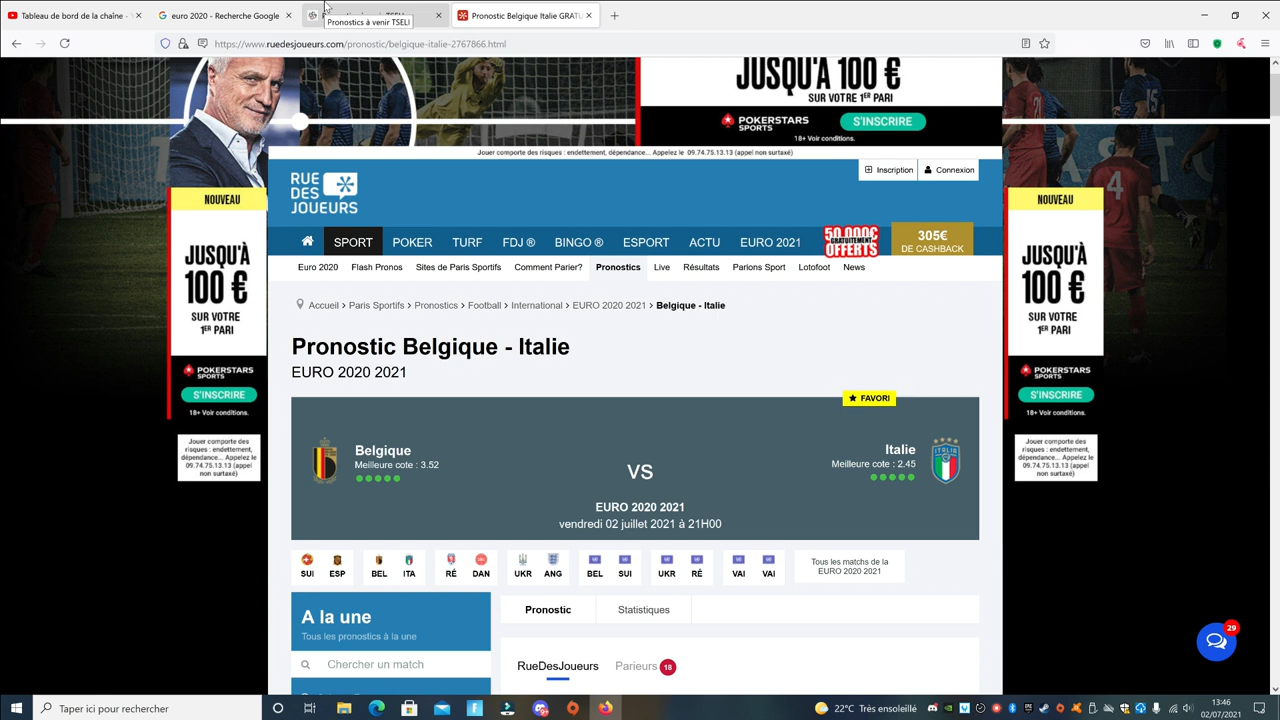 Tableau de bord de la chaîne -
euro 2020 - Recherche Google
Pronostic Belgique Italie GRATU
Pronostics à venir TSELI
https://www.ruedesjoueurs.com/pronostic/belgique-italie-2767866.html
JUSQU'À 100 €
SUR VOTRE 1ER PARI
POKERSTARS SPORTS
S'INSCRIRE
18+ Voir conditions.
Jouer comporte des risques : endettement, dépendance... Appelez le 09.74.75.13.13 (appel non surtaxé)
Inscription
Connexion
RUE
DES
JOUEURS
SPORT
POKER
TURF
FDJ ®
BINGO ®
ESPORT
ACTU
EURO 2021
50.000€
GRATUITEMENT
OFFERTS
305€
DE CASHBACK
Euro 2020
Flash Pronos
Sites de Paris Sportifs
Comment Parier?
Pronostics
Live
Résultats
Parions Sport
Lotofoot
News
Accueil > Paris Sportifs > Pronostics > Football > International > EURO 2020 2021 > Belgique - Italie
Pronostic Belgique - Italie
EURO 2020 2021
FAVORI
Belgique
Meilleure cote : 3.52
VS
Italie
Meilleure cote : 2.45
ITALIA
EURO 2020 2021
vendredi 02 juillet 2021 à 21H00
SUI ESP
BEL ITA
RÉ DAN
UKR ANG
BEL SUI
UKR RÉ
VAI VAI
Tous les matchs de la
EURO 2020 2021
A la une
Tous les pronostics à la une
Chercher un match
Pronostic
Statistiques
RueDesJoueurs
Parieurs 18
NOUVEAU
JUSQU'À
100 €
SUR VOTRE
1ER PARI
POKERSTARS
SPORTS
S'INSCRIRE
18+ Voir conditions.
Jouer comporte des
risques : endettement,
dépendance... Appelez le
09.74.75.13.13 (appel
non surtaxé)
NOUVEAU
JUSQU'À
100 €
SUR VOTRE
1ER PARI
POKERSTARS
SPORTS
S'INSCRIRE
18+ Voir conditions.
Jouer comporte des
risques : endettement,
dépendance... Appelez le
09.74.75.13.13 (appel
non surtaxé)
4
29
Taper ici pour rechercher
22°C Très ensoleillé
13:46
02/07/2021